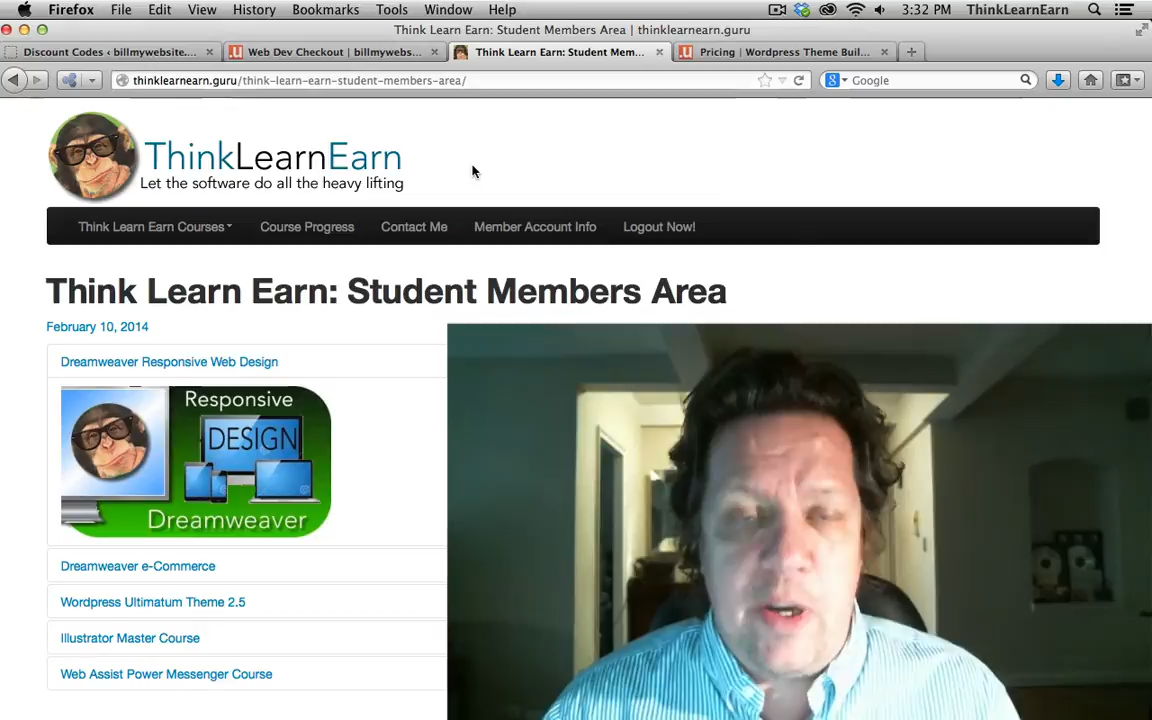 Firefox File Edit View History Bookmarks Tools Window Help 3:32 PM ThinkLearnEarn
Think Learn Earn: Student Members Area | thinklearnearn.guru
Discount Codes ‹ billmywebsite.... × Web Dev Checkout | billmywebs... × Think Learn Earn: Student Mem... × Pricing | Wordpress Theme Buil... × +
thinklearnearn.guru/think-learn-earn-student-members-area/ Google
ThinkLearnEarn
Let the software do all the heavy lifting
Think Learn Earn Courses Course Progress Contact Me Member Account Info Logout Now!
Think Learn Earn: Student Members Area
February 10, 2014
Dreamweaver Responsive Web Design
Responsive
DESIGN
Dreamweaver
Dreamweaver e-Commerce
Wordpress Ultimatum Theme 2.5
Illustrator Master Course
Web Assist Power Messenger Course